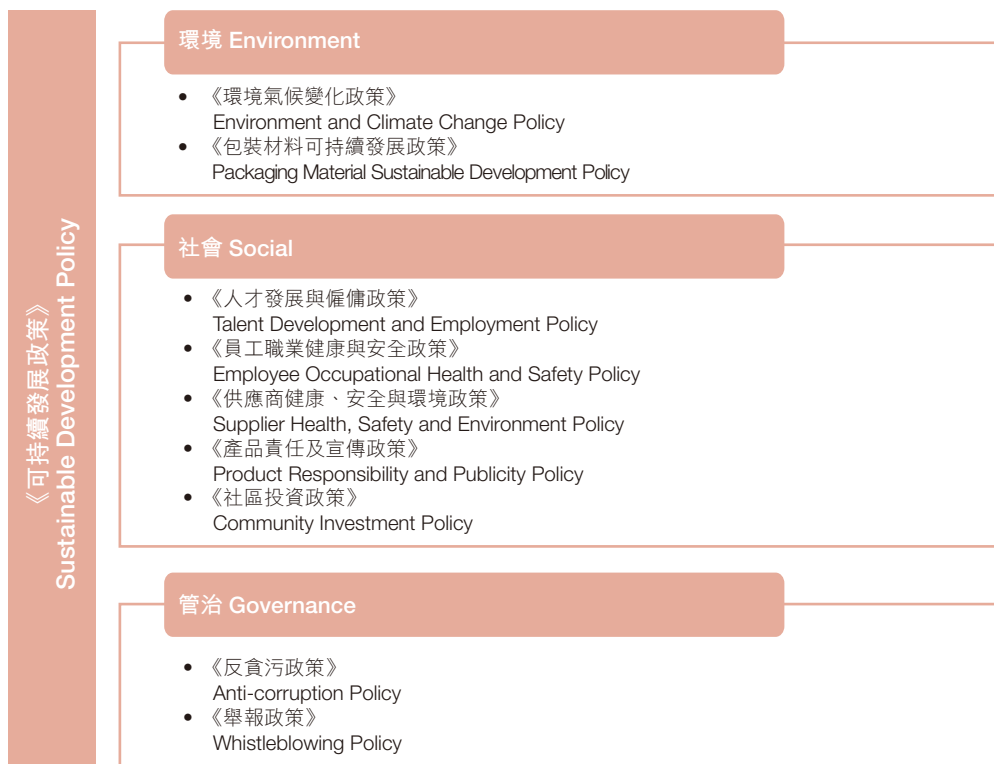 《可持續發展政策》
Sustainable Development Policy
環境 Environment
• 《環境氣候變化政策》
Environment and Climate Change Policy
• 《包裝材料可持續發展政策》
Packaging Material Sustainable Development Policy
社會 Social
• 《人才發展與僱傭政策》
Talent Development and Employment Policy
• 《員工職業健康與安全政策》
Employee Occupational Health and Safety Policy
• 《供應商健康、安全與環境政策》
Supplier Health, Safety and Environment Policy
• 《產品責任及宣傳政策》
Product Responsibility and Publicity Policy
• 《社區投資政策》
Community Investment Policy
管治 Governance
• 《反貪污政策》
Anti-corruption Policy
• 《舉報政策》
Whistleblowing Policy